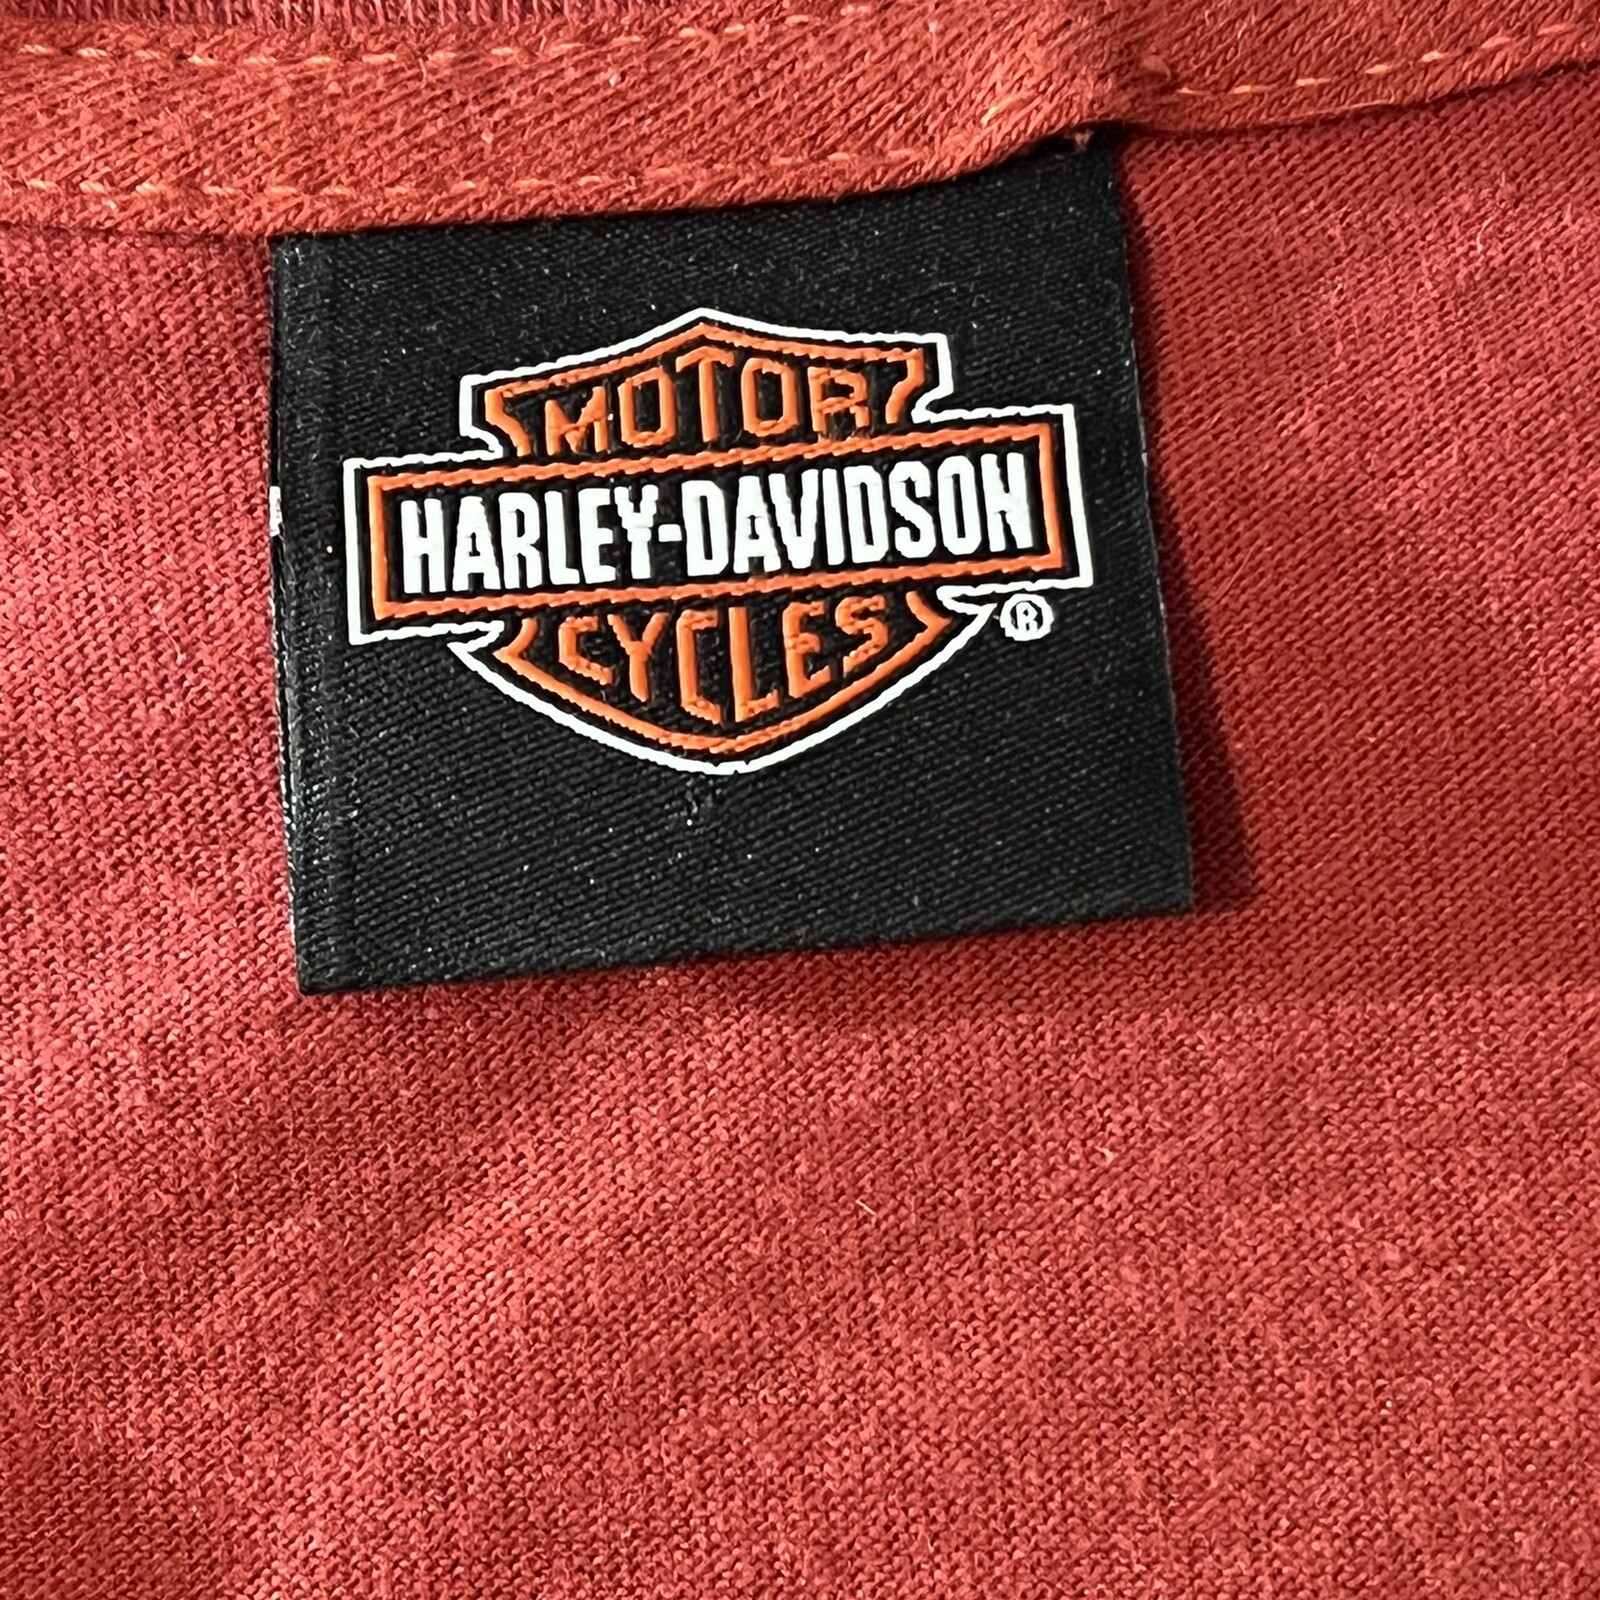 MOTOR
HARLEY-DAVIDSON
CYCLES
®